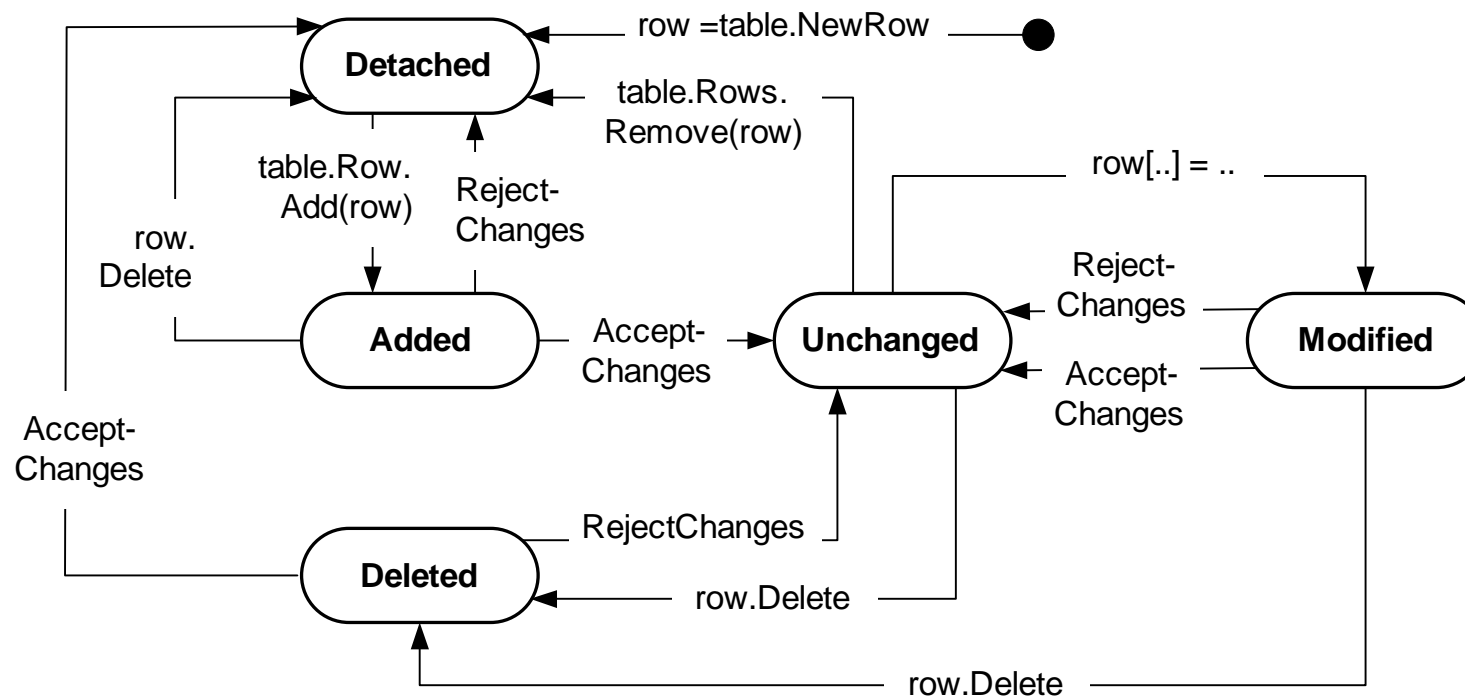 row =table.NewRow
Detached
table.Rows.
Remove(row)
table.Row.
Add(row)
Reject-
Changes
row[..] = ..
row.
Delete
Reject-
Changes
Added
Accept-
Changes
Unchanged
Modified
Accept-
Changes
Accept-
Changes
RejectChanges
Deleted
row.Delete
row.Delete